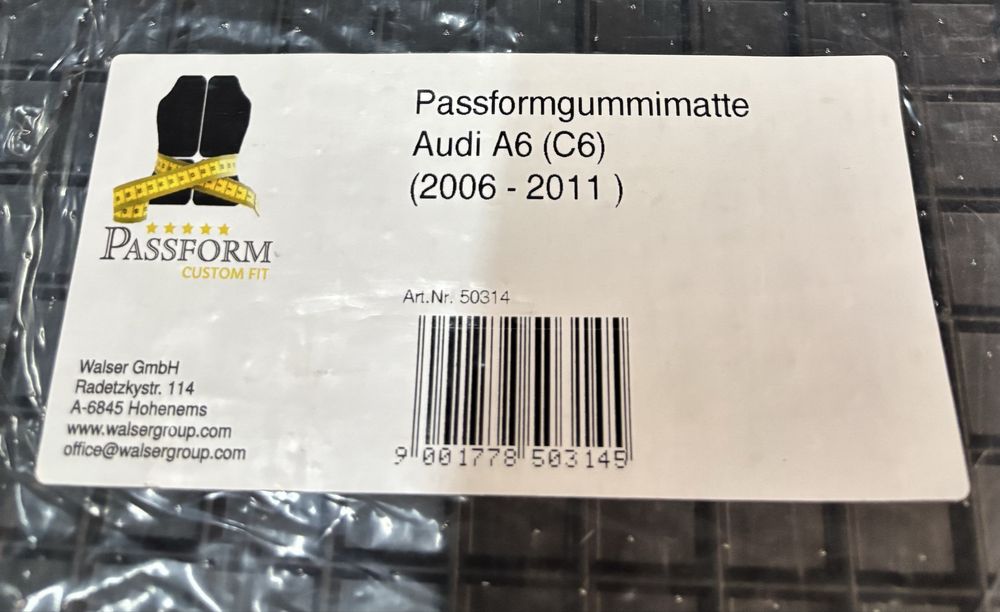 Passformgummimatte
Audi A6 (C6)
(2006 - 2011 )
PASSFORM
CUSTOM FIT
Art.Nr. 50314
Walser GmbH
Radetzkystr. 114
A-6845 Hohenems
www.walsergroup.com
office@walsergroup.com
9 001778 503145